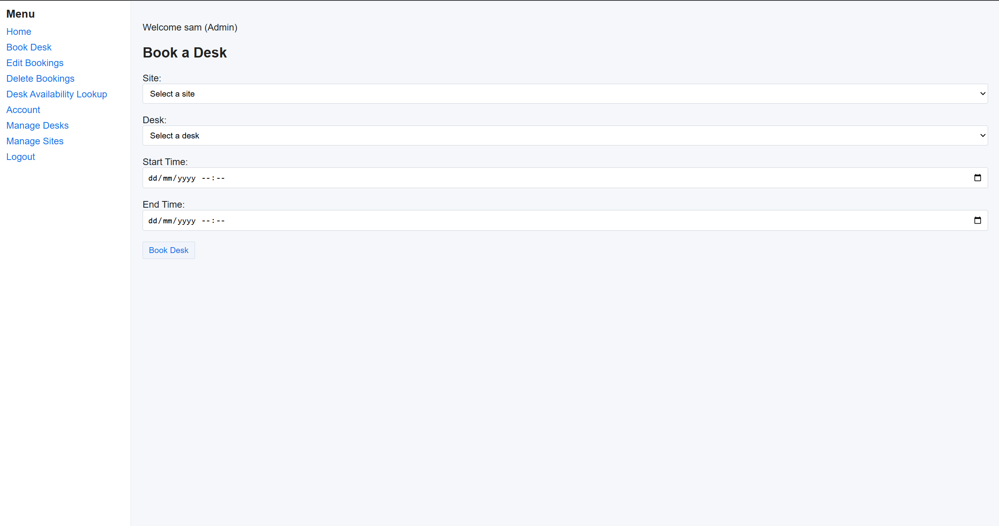 Menu
Home
Book Desk
Edit Bookings
Delete Bookings
Desk Availability Lookup
Account
Manage Desks
Manage Sites
Logout
Welcome sam (Admin)
Book a Desk
Site:
Select a site
Desk:
Select a desk
Start Time:
dd/mm/yyyy --:--
End Time:
dd/mm/yyyy --:--
Book Desk